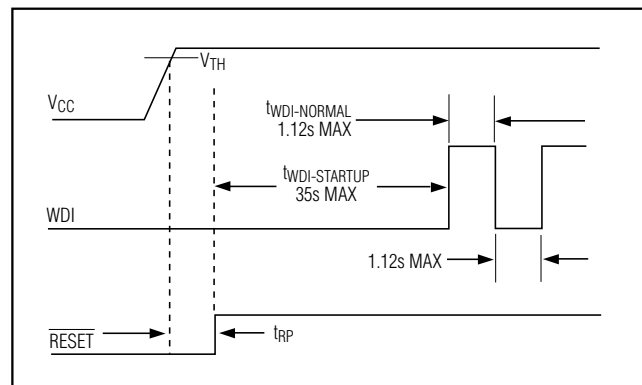 VTH
VCC
tWDI-NORMAL
1.12s MAX
tWDI-STARTUP
35s MAX
WDI
1.12s MAX
RESET
tRP